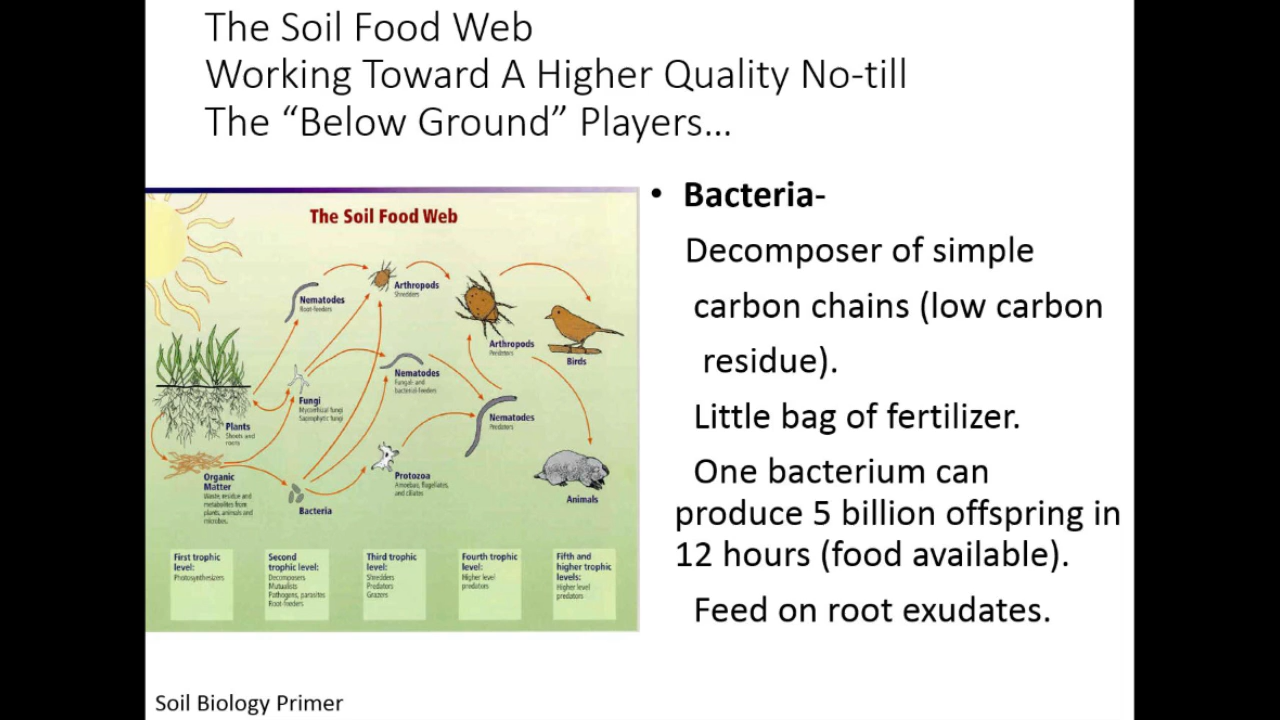 The Soil Food Web
Working Toward A Higher Quality No-till
The “Below Ground” Players…
The Soil Food Web
Nematodes
Root-feeders
Arthropods
Shredders
Arthropods
Predators
Birds
Nematodes
Fungal- and
bacterial-feeders
Fungi
Mycorrhizal fungi
Saprophytic fungi
Nematodes
Predators
Plants
Shoots and
roots
Organic
Matter
Waste, residue and
metabolites from
plants, animals and
microbes.
Protozoa
Amoebae, flagellates,
and ciliates
Animals
Bacteria
First trophic
level:
Photosynthesizers
Second
trophic level:
Decomposers
Mutualists
Pathogens, parasites
Root-feeders
Third trophic
level:
Shredders
Predators
Grazers
Fourth trophic
level:
Higher level
predators
Fifth and
higher trophic
levels:
Higher level
predators
• Bacteria-
Decomposer of simple
carbon chains (low carbon
residue).
Little bag of fertilizer.
One bacterium can
produce 5 billion offspring in
12 hours (food available).
Feed on root exudates.
Soil Biology Primer